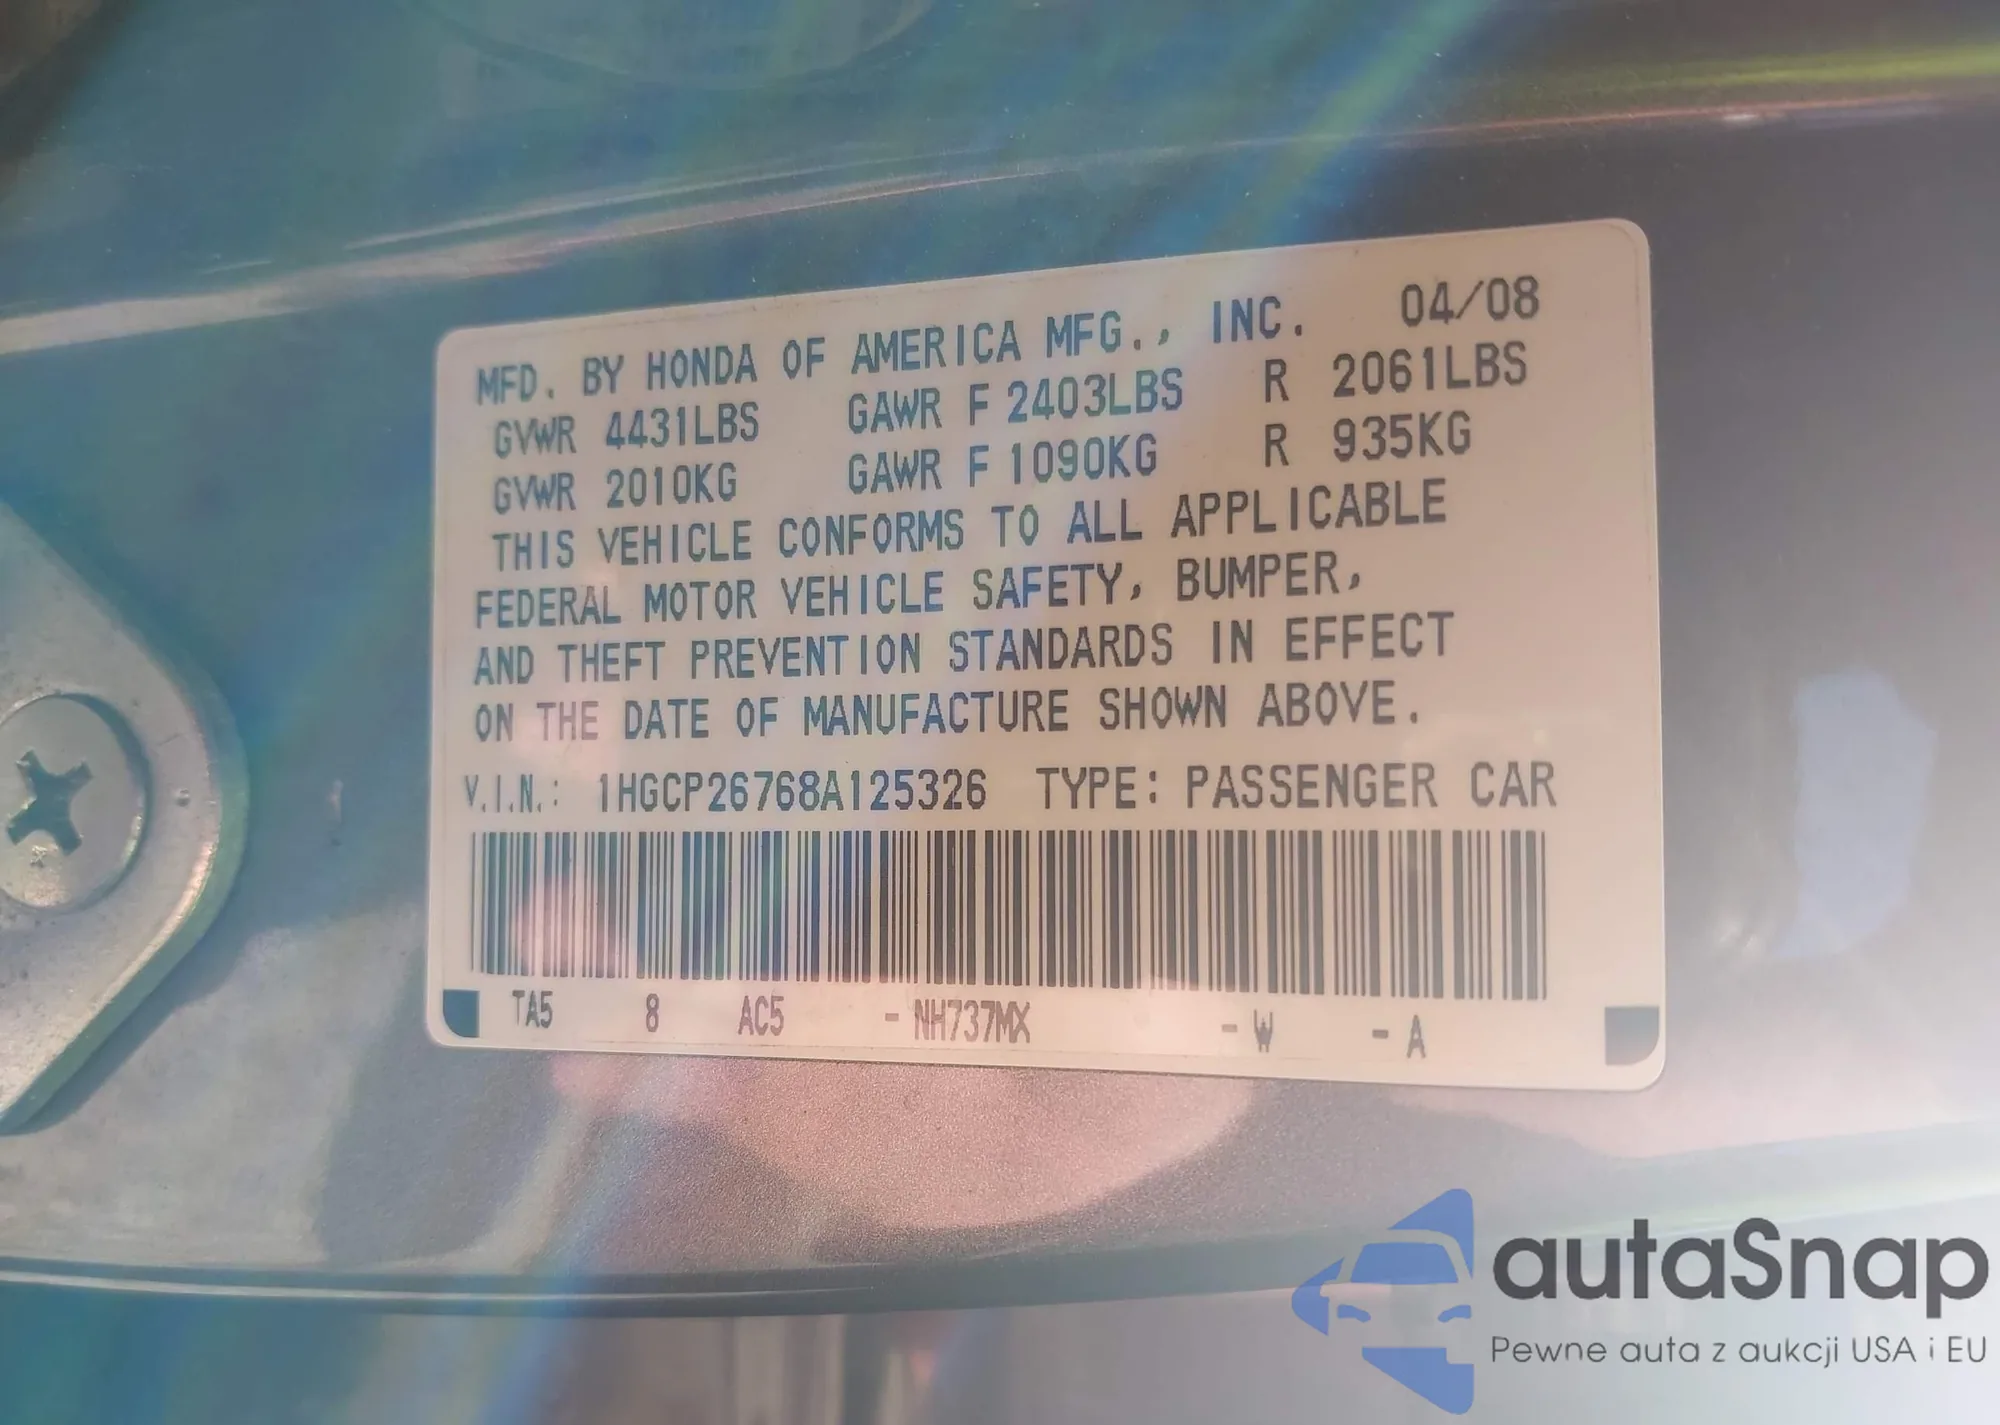 MFD. BY HONDA OF AMERICA MFG., INC. 04/08
GVWR 4431LBS GAWR F 2403LBS R 2061LBS
GVWR 2010KG GAWR F 1090KG R 935KG
THIS VEHICLE CONFORMS TO ALL APPLICABLE
FEDERAL MOTOR VEHICLE SAFETY, BUMPER,
AND THEFT PREVENTION STANDARDS IN EFFECT
ON THE DATE OF MANUFACTURE SHOWN ABOVE.
V.I.N.: 1HGCP26768A125326 TYPE: PASSENGER CAR
TA5 8 AC5 -NH737MX -W -A
autaSnap
Pewne auta z aukcji USA i EU